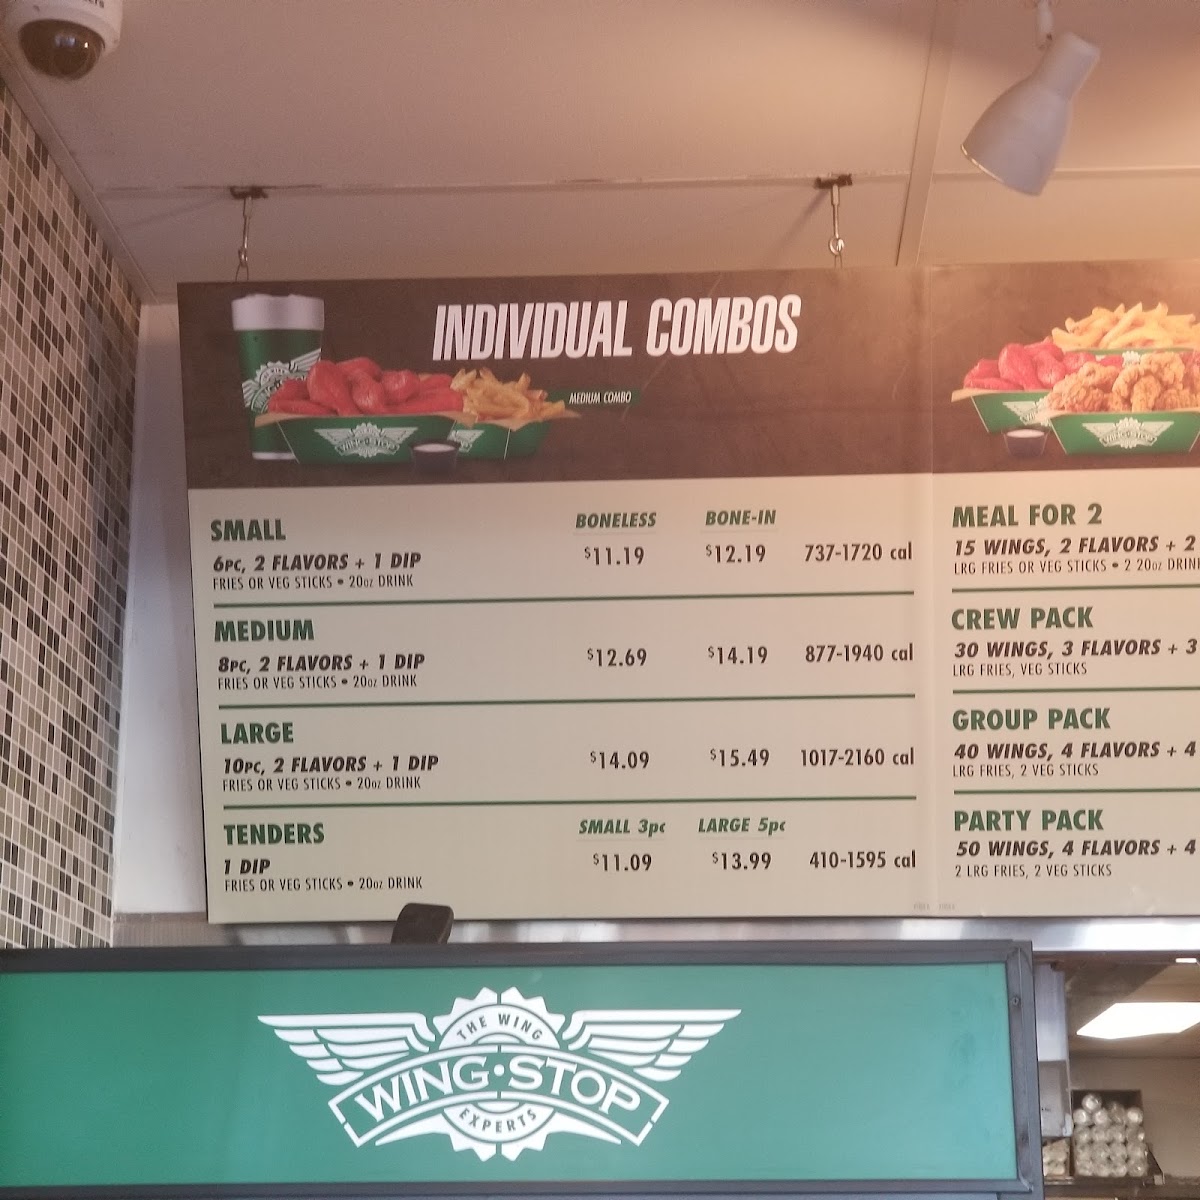 INDIVIDUAL COMBOS
MEDIUM COMBO
WING·STOP
SMALL
BONELESS BONE-IN
6PC, 2 FLAVORS + 1 DIP $11.19 $12.19 737-1720 cal
FRIES OR VEG STICKS • 20oz DRINK
MEDIUM
8PC, 2 FLAVORS + 1 DIP $12.69 $14.19 877-1940 cal
FRIES OR VEG STICKS • 20oz DRINK
LARGE
10PC, 2 FLAVORS + 1 DIP $14.09 $15.49 1017-2160 cal
FRIES OR VEG STICKS • 20oz DRINK
TENDERS SMALL 3pc LARGE 5pc
1 DIP $11.09 $13.99 410-1595 cal
FRIES OR VEG STICKS • 20oz DRINK
WING·STOP
MEAL FOR 2
15 WINGS, 2 FLAVORS + 2
LRG FRIES OR VEG STICKS • 2 20oz DRINK
CREW PACK
30 WINGS, 3 FLAVORS + 3
LRG FRIES, VEG STICKS
GROUP PACK
40 WINGS, 4 FLAVORS + 4
LRG FRIES, 2 VEG STICKS
PARTY PACK
50 WINGS, 4 FLAVORS + 4
2 LRG FRIES, 2 VEG STICKS
THE WING
WING·STOP
EXPERTS